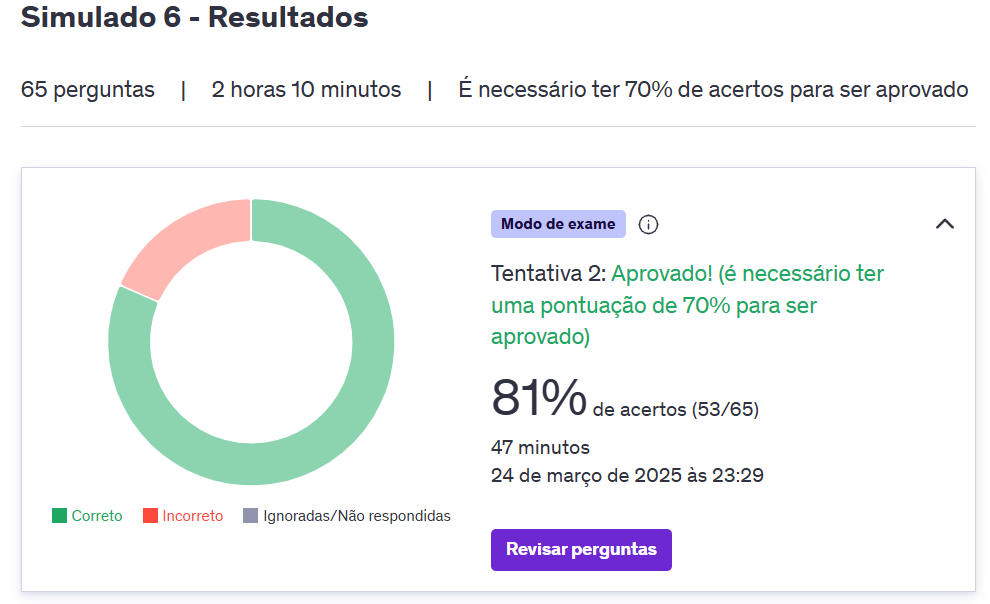 Simulado 6 - Resultados
65 perguntas | 2 horas 10 minutos | É necessário ter 70% de acertos para ser aprovado
Modo de exame
Tentativa 2: Aprovado! (é necessário ter
uma pontuação de 70% para ser
aprovado)
81% de acertos (53/65)
47 minutos
24 de março de 2025 às 23:29
Correto Incorreto Ignoradas/Não respondidas
Revisar perguntas